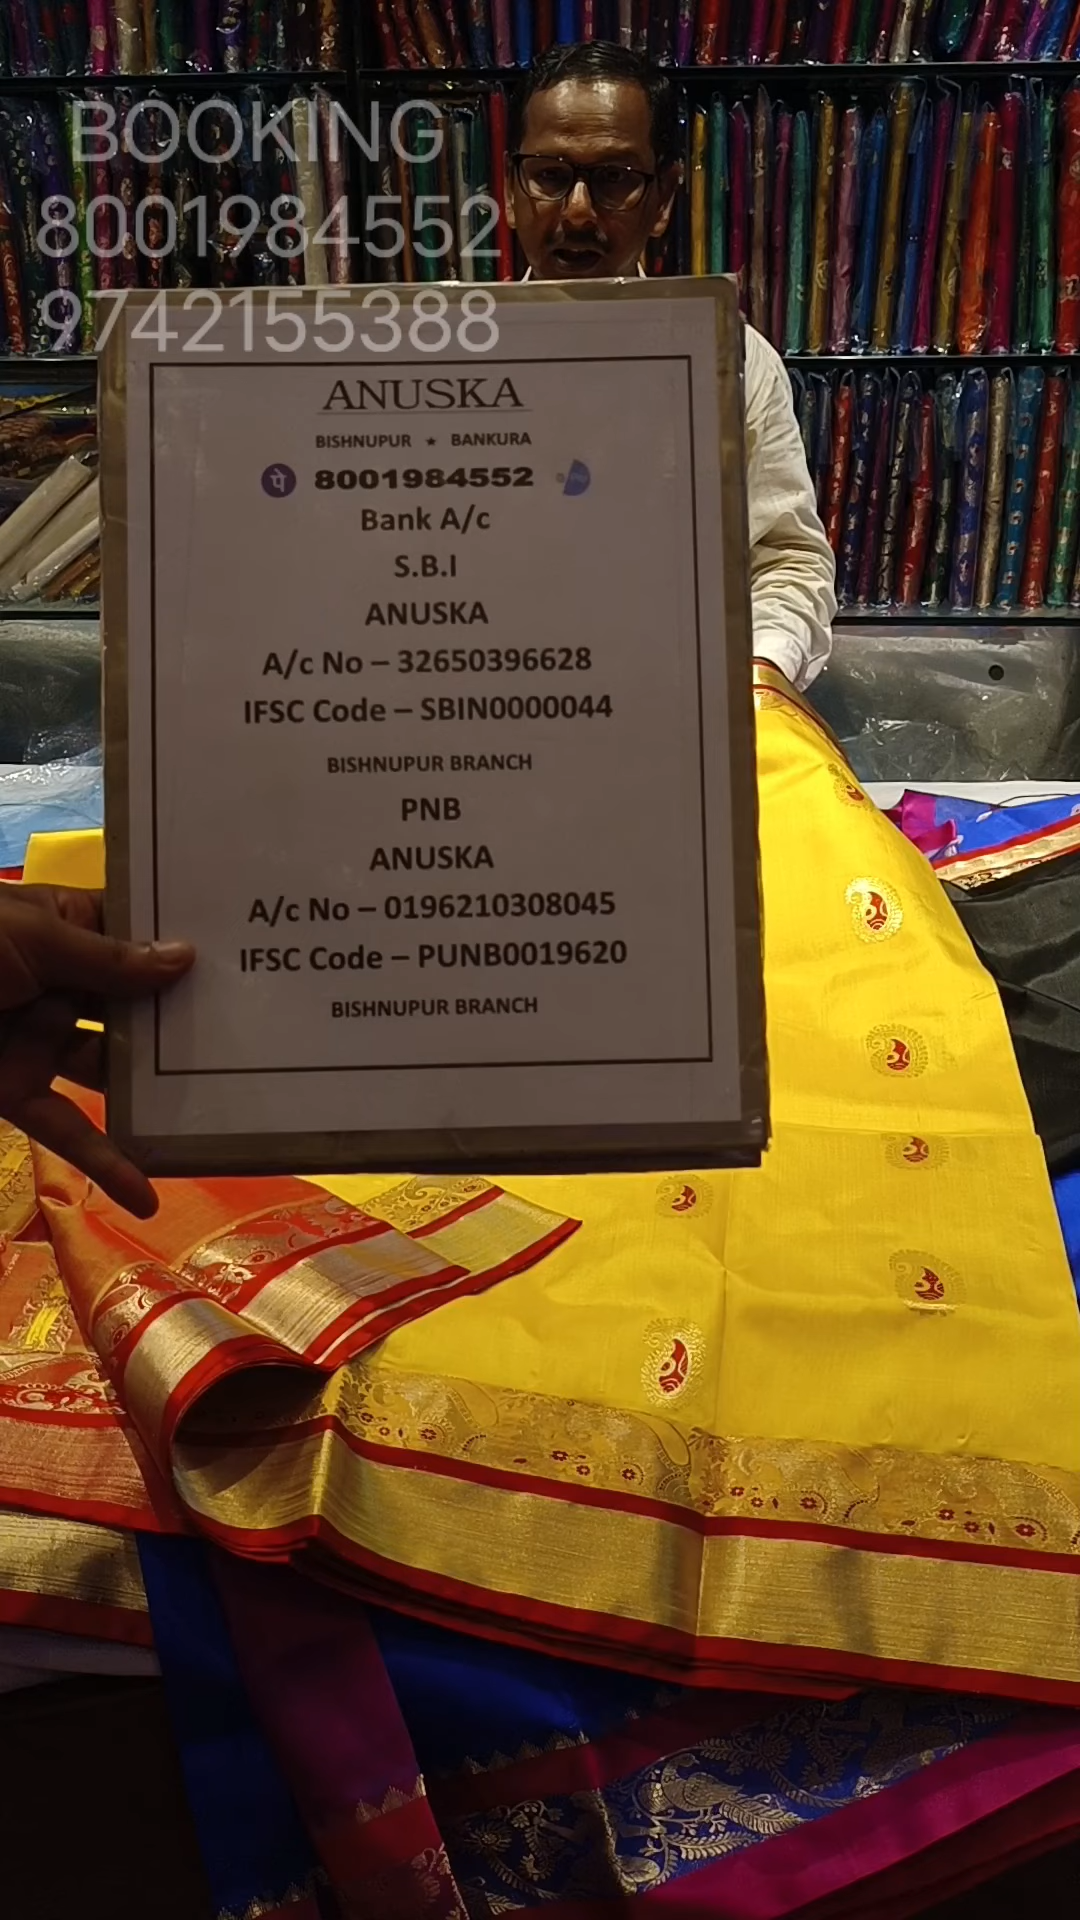 BOOKING
8001984552
9742155388
ANUSKA
BISHNUPUR ★ BANKURA
पे 8001984552
Bank A/c
S.B.I
ANUSKA
A/c No – 32650396628
IFSC Code – SBIN0000044
BISHNUPUR BRANCH
PNB
ANUSKA
A/c No – 0196210308045
IFSC Code – PUNB0019620
BISHNUPUR BRANCH